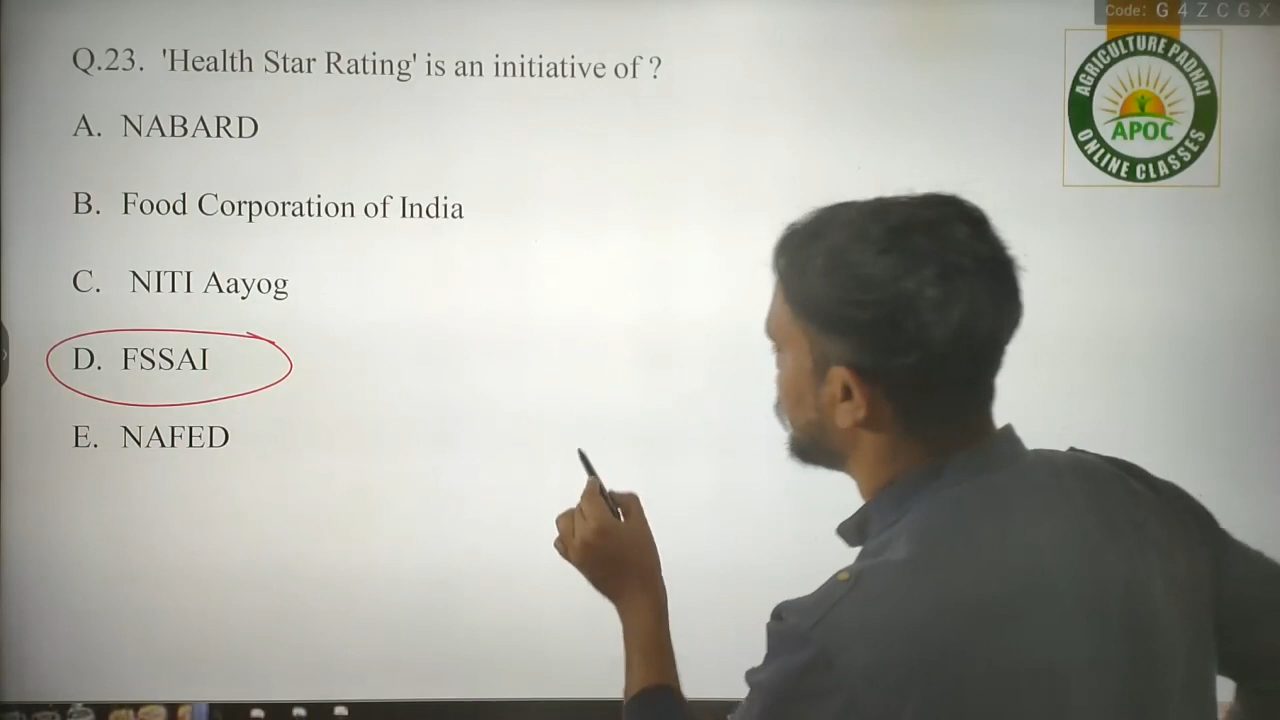 Code: G 4 Z C G X
Q.23. 'Health Star Rating' is an initiative of ?
A. NABARD
B. Food Corporation of India
C. NITI Aayog
D. FSSAI
E. NAFED
AGRICULTURE PADHAI
APOC
ONLINE CLASSES